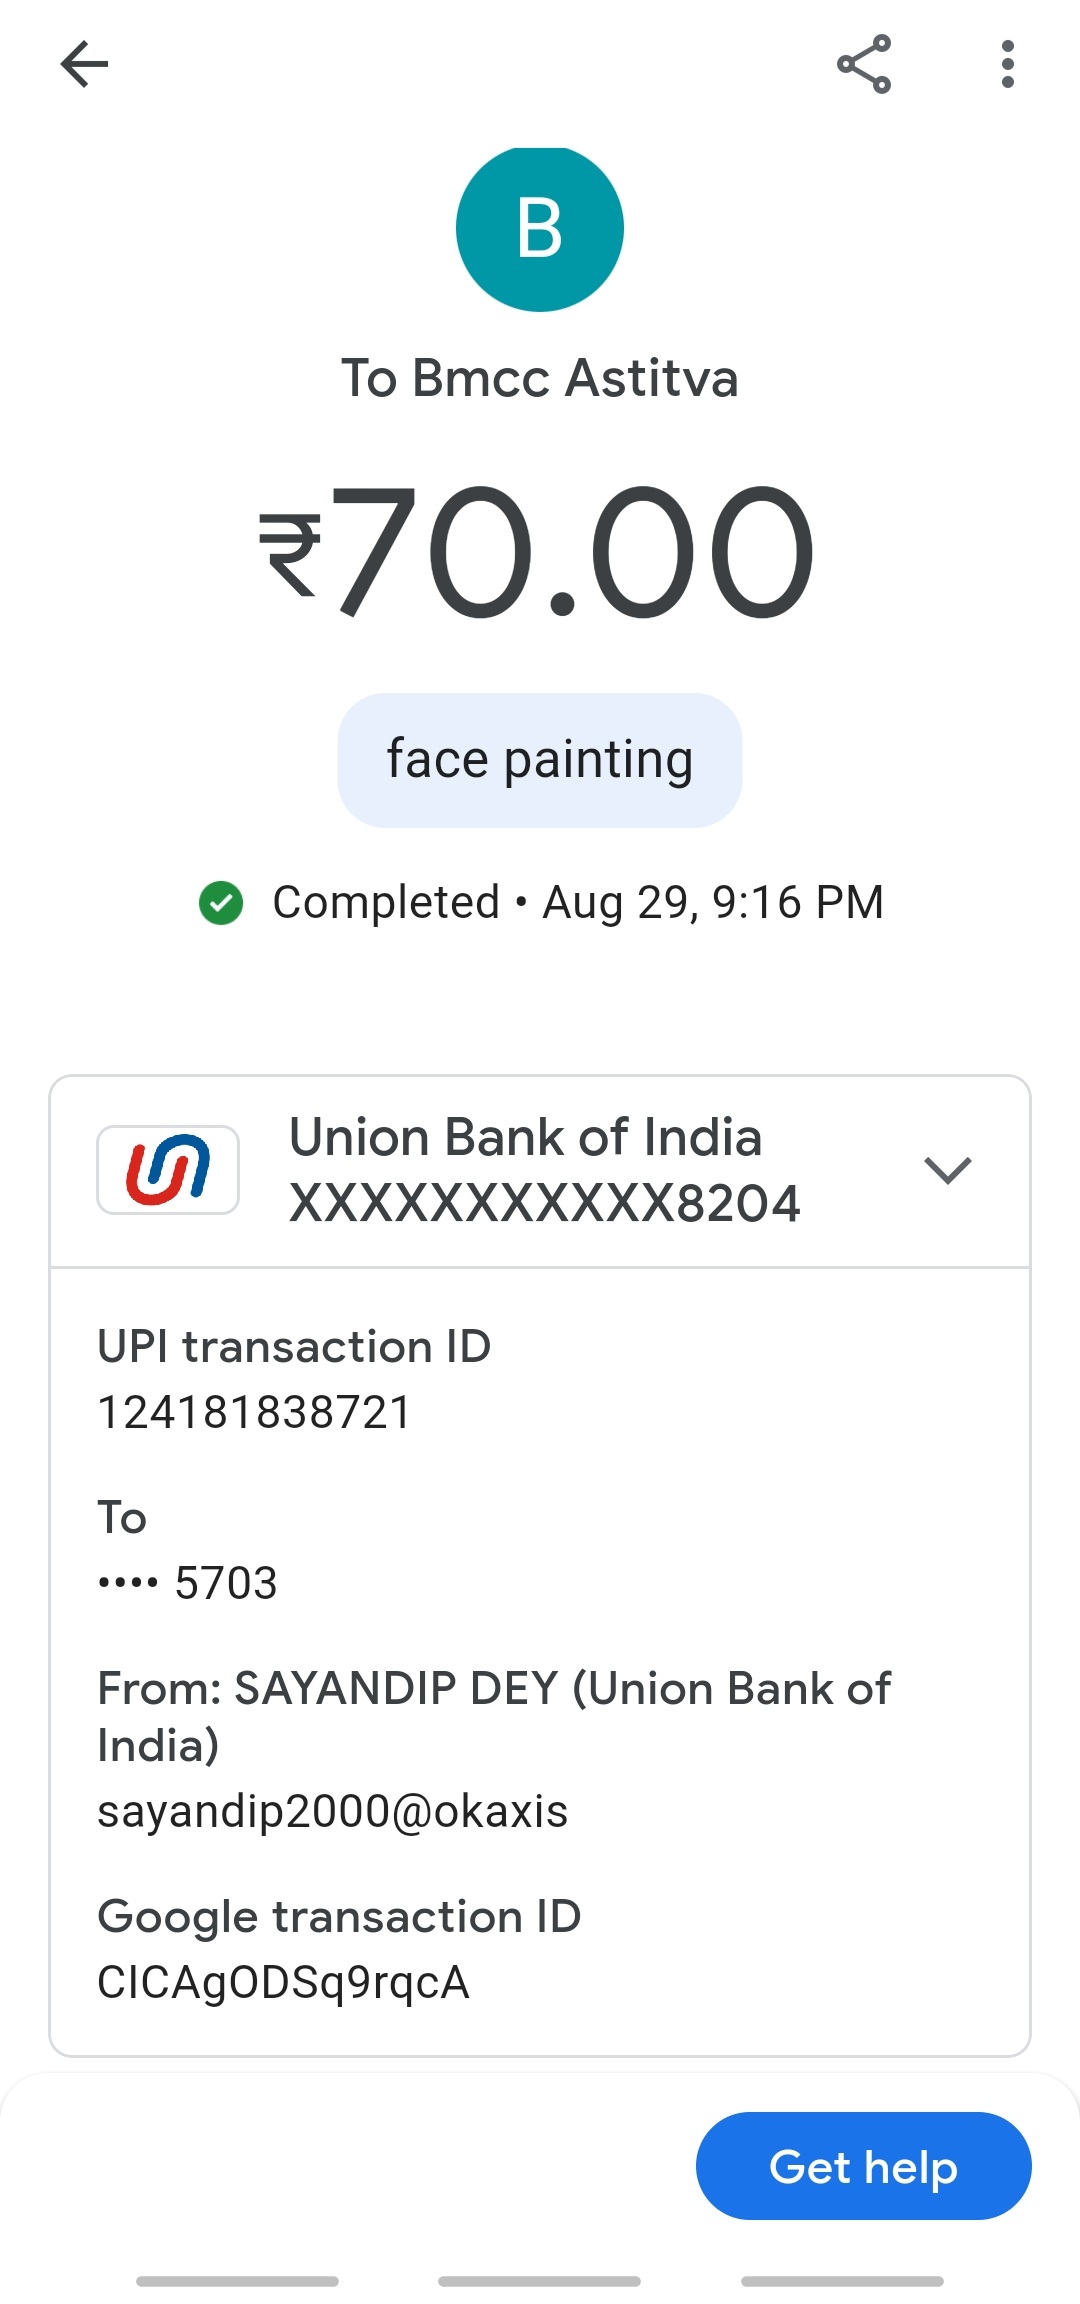 B
To Bmcc Astitva
₹70.00
face painting
Completed • Aug 29, 9:16 PM
Union Bank of India
XXXXXXXXXXX8204
UPI transaction ID
124181838721
To
•••• 5703
From: SAYANDIP DEY (Union Bank of
India)
sayandip2000@okaxis
Google transaction ID
CICAgODSq9rqcA
Get help